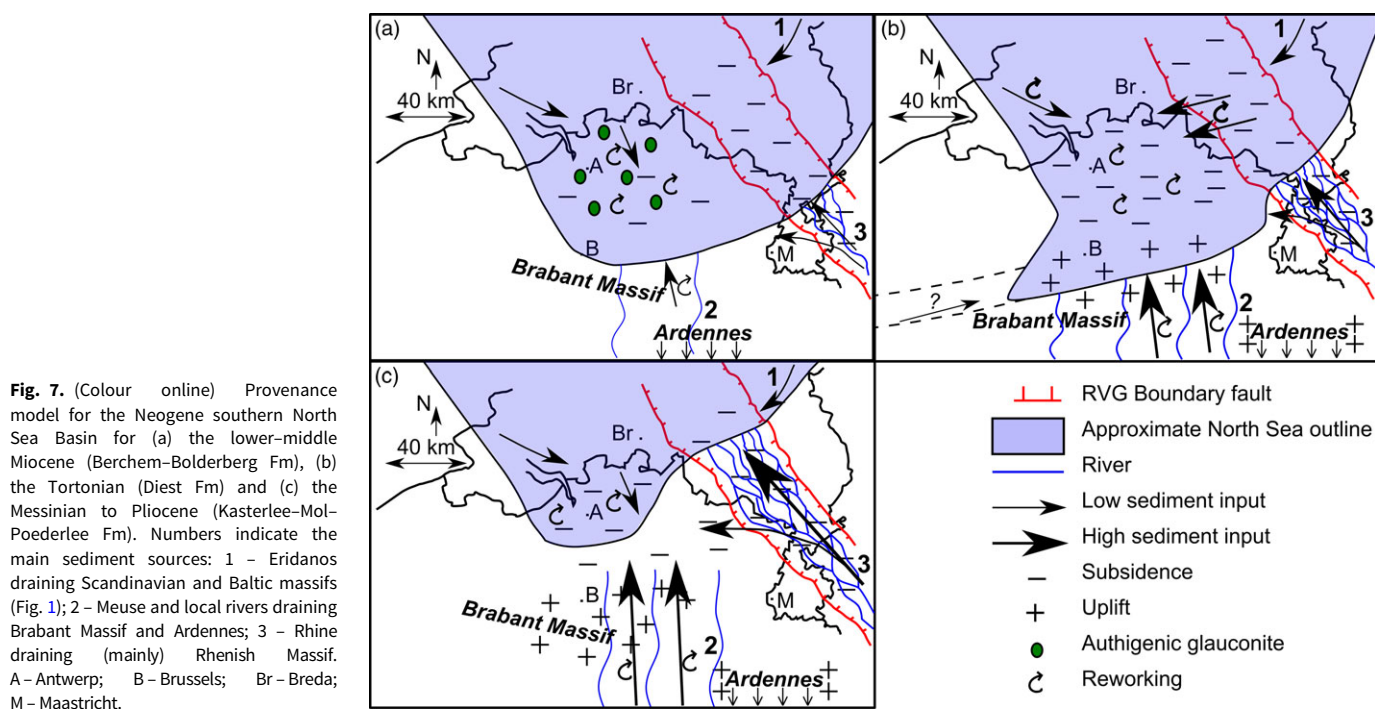 Fig. 7. (Colour online) Provenance
model for the Neogene southern North
Sea Basin for (a) the lower–middle
Miocene (Berchem–Bolderberg Fm), (b)
the Tortonian (Diest Fm) and (c) the
Messinian to Pliocene (Kasterlee–Mol–
Poederlee Fm). Numbers indicate the
main sediment sources: 1 – Eridanos
draining Scandinavian and Baltic massifs
(Fig. 1); 2 – Meuse and local rivers draining
Brabant Massif and Ardennes; 3 – Rhine
draining (mainly) Rhenish Massif.
A – Antwerp; B – Brussels; Br – Breda;
M – Maastricht.
(a)
1
N
40 km
Br
A
B
3
M
Brabant Massif
2
Ardennes
(b)
1
N
40 km
Br
A
B
3
M
?
Brabant Massif
2
Ardennes
(c)
1
N
40 km
Br
A
3
B
M
Brabant Massif
2
Ardennes
RVG Boundary fault
Approximate North Sea outline
River
Low sediment input
High sediment input
Subsidence
Uplift
Authigenic glauconite
Reworking